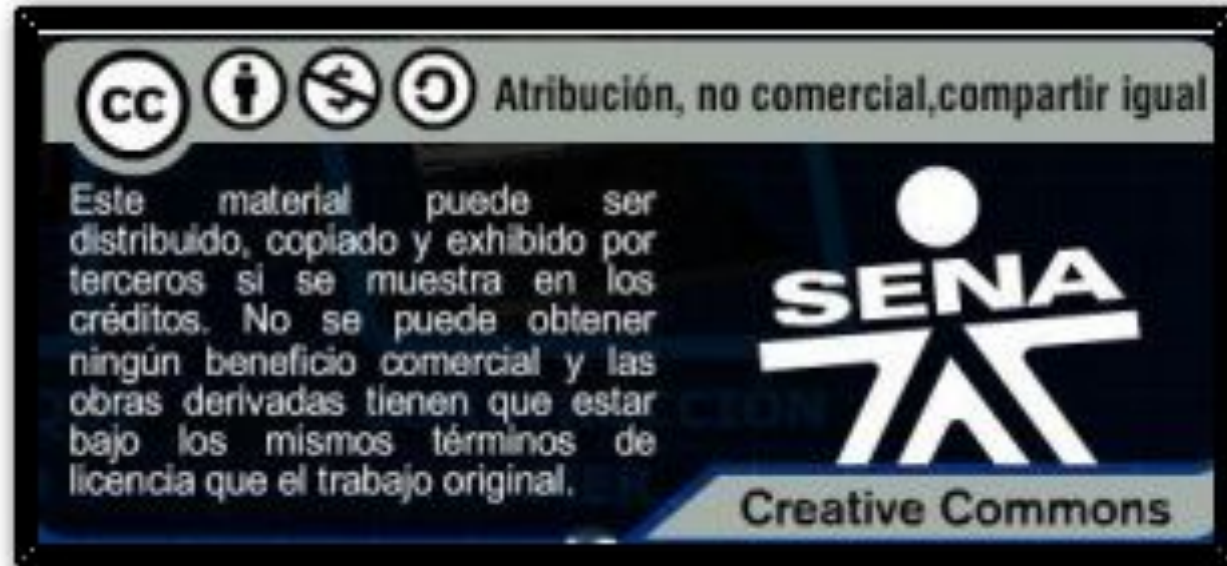 cc Atribución, no comercial,compartir igual
Este material puede ser
distribuido, copiado y exhibido por
terceros si se muestra en los
créditos. No se puede obtener
ningún beneficio comercial y las
obras derivadas tienen que estar
bajo los mismos términos de
licencia que el trabajo original.
SENA
Creative Commons